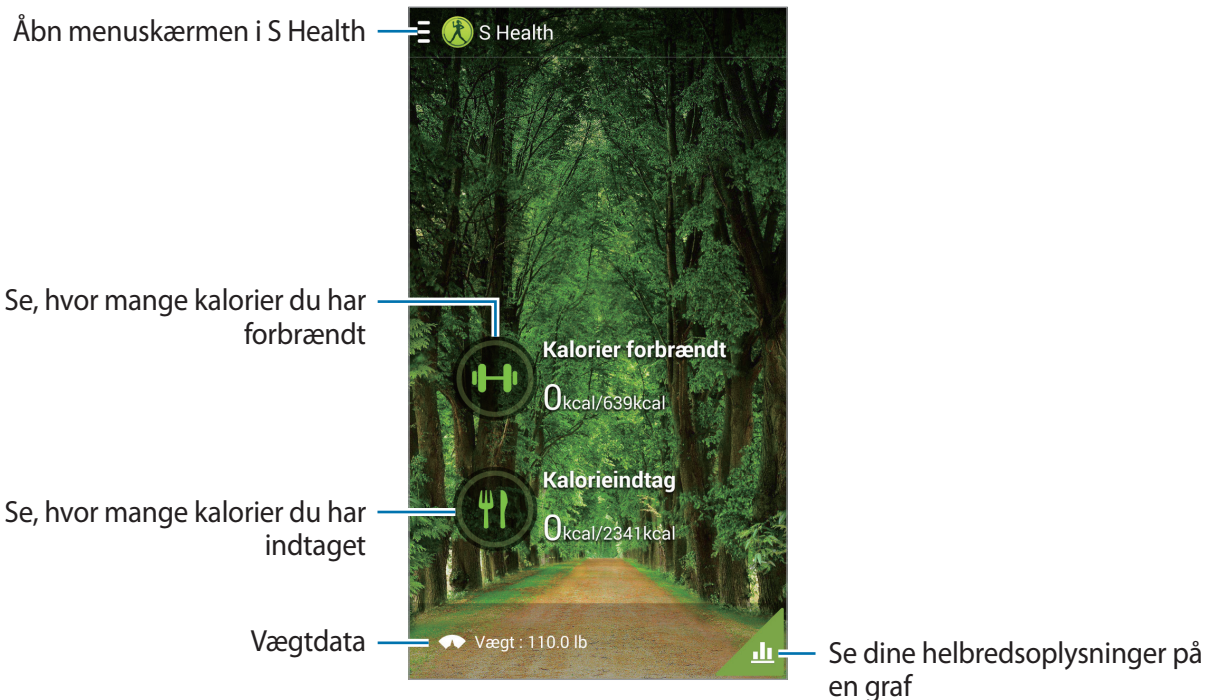 Åbn menuskærmen i S Health
S Health
Se, hvor mange kalorier du har
forbrændt
Kalorier forbrændt
0kcal/639kcal
Se, hvor mange kalorier du har
indtaget
Kalorieindtag
0kcal/2341kcal
Vægtdata
Vægt : 110.0 lb
Se dine helbredsoplysninger på
en graf